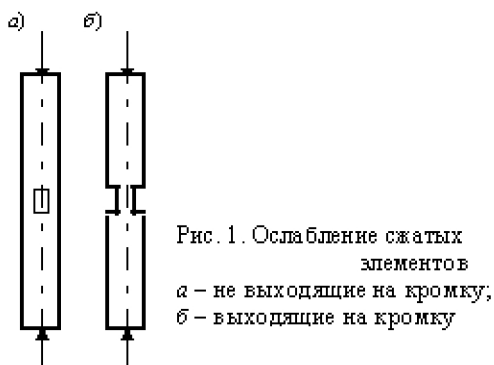 а) б)
Рис. 1. Ослабление сжатых
элементов
а – не выходящие на кромку;
б – выходящие на кромку